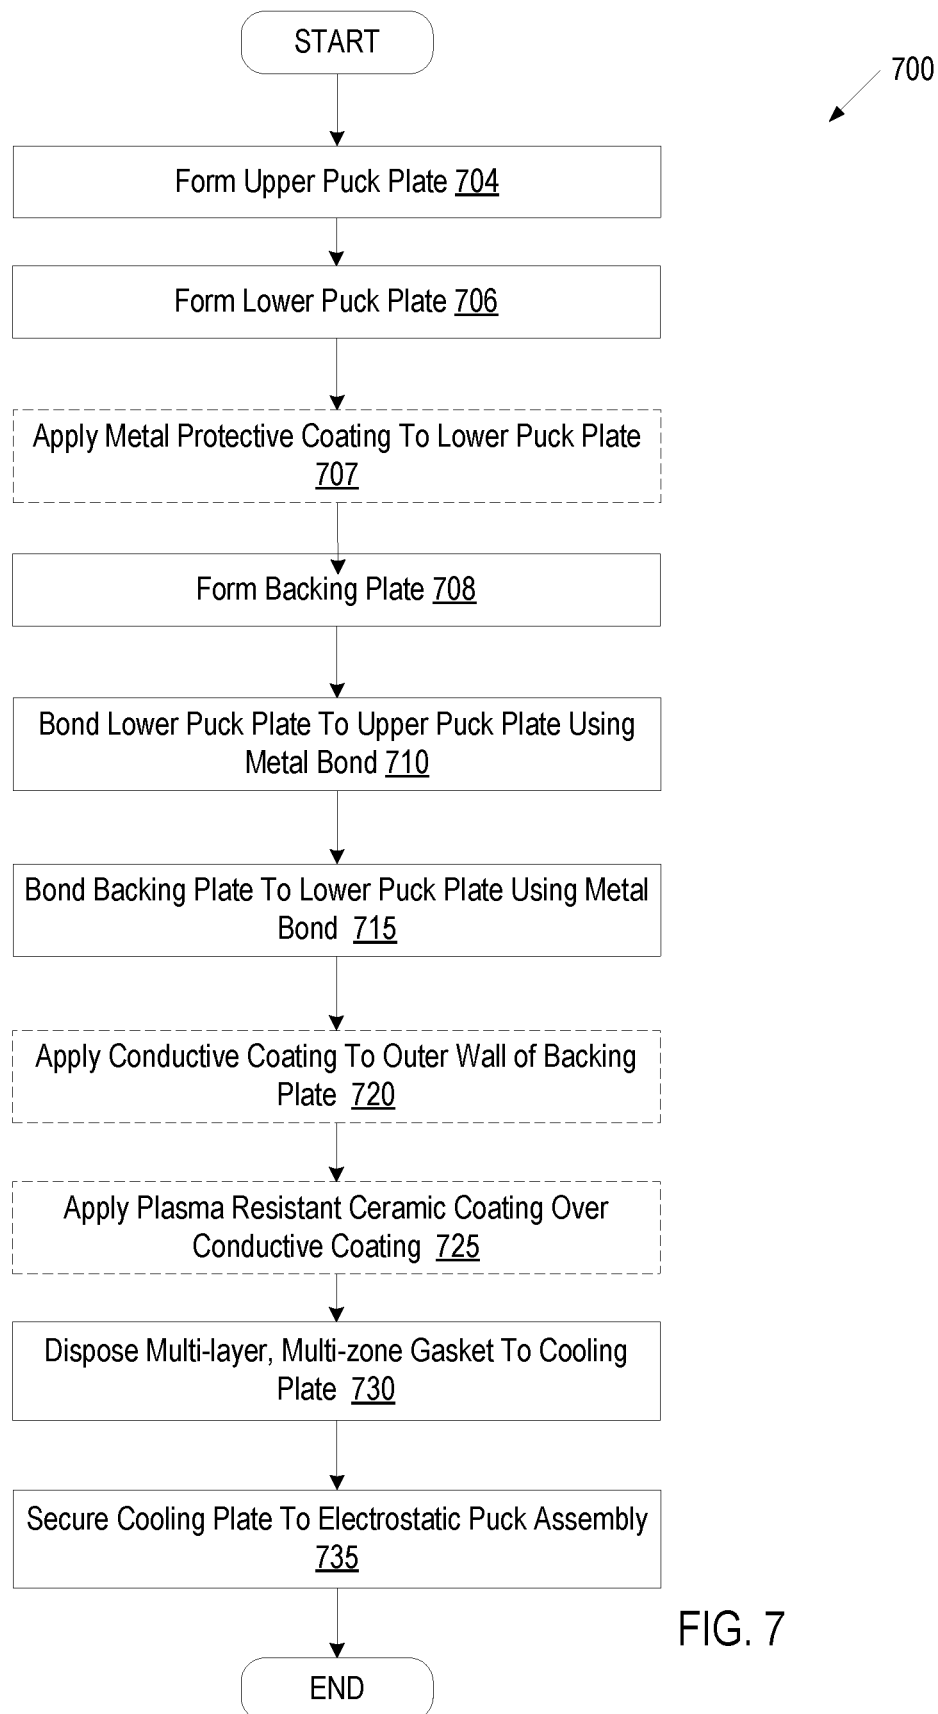 START
700
Form Upper Puck Plate 704
Form Lower Puck Plate 706
Apply Metal Protective Coating To Lower Puck Plate
707
Form Backing Plate 708
Bond Lower Puck Plate To Upper Puck Plate Using
Metal Bond 710
Bond Backing Plate To Lower Puck Plate Using Metal
Bond 715
Apply Conductive Coating To Outer Wall of Backing
Plate 720
Apply Plasma Resistant Ceramic Coating Over
Conductive Coating 725
Dispose Multi-layer, Multi-zone Gasket To Cooling
Plate 730
Secure Cooling Plate To Electrostatic Puck Assembly
735
FIG. 7
END